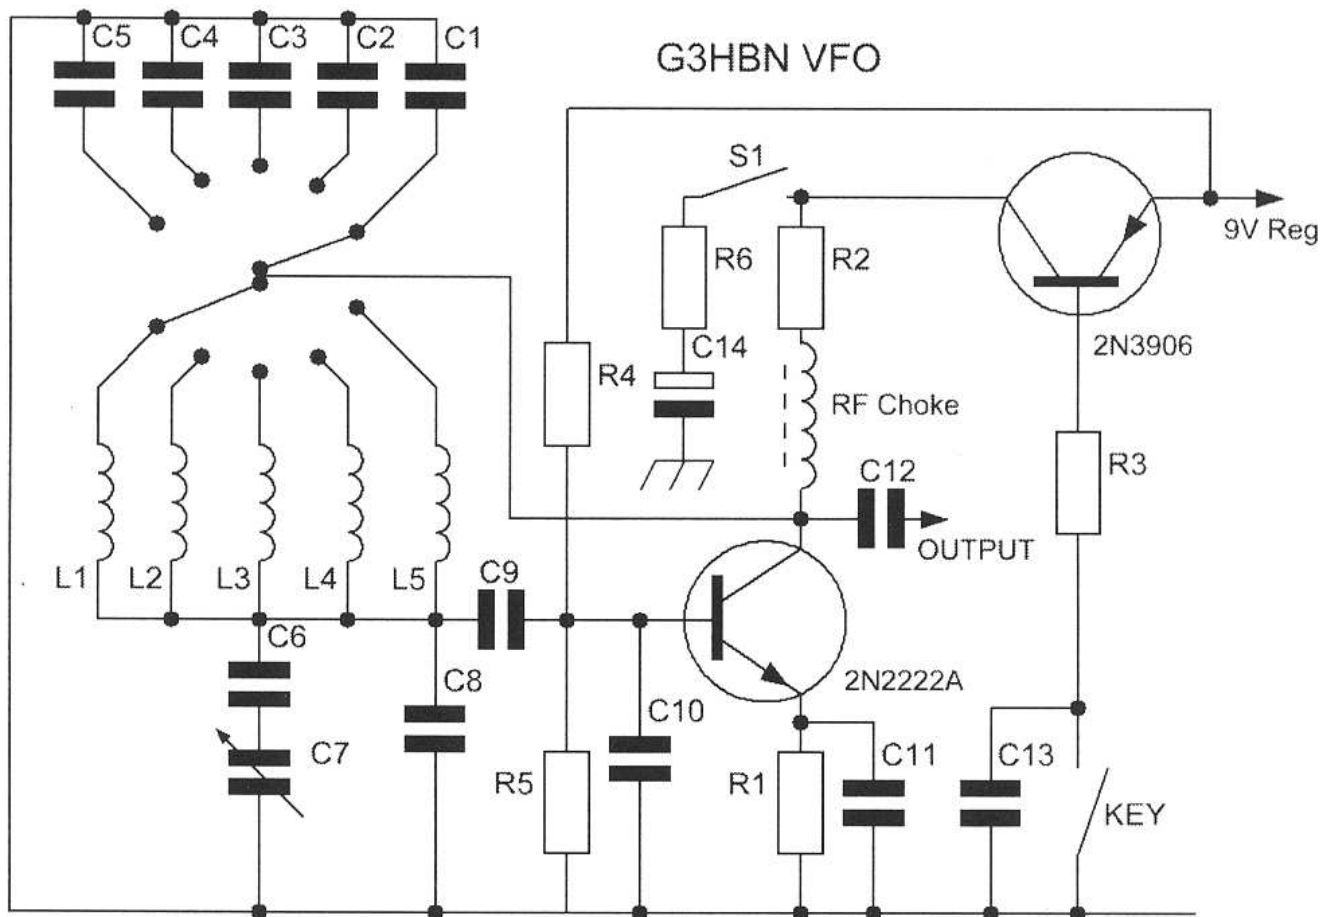 C5 C4 C3 C2 C1
G3HBN VFO
S1
9V Reg
R6 R2
2N3906
C14
R4
RF Choke
R3
C12
OUTPUT
L1 L2 L3 L4 L5
C9
C6
C8
2N2222A
C10
C7
R5
R1
C11
C13
KEY